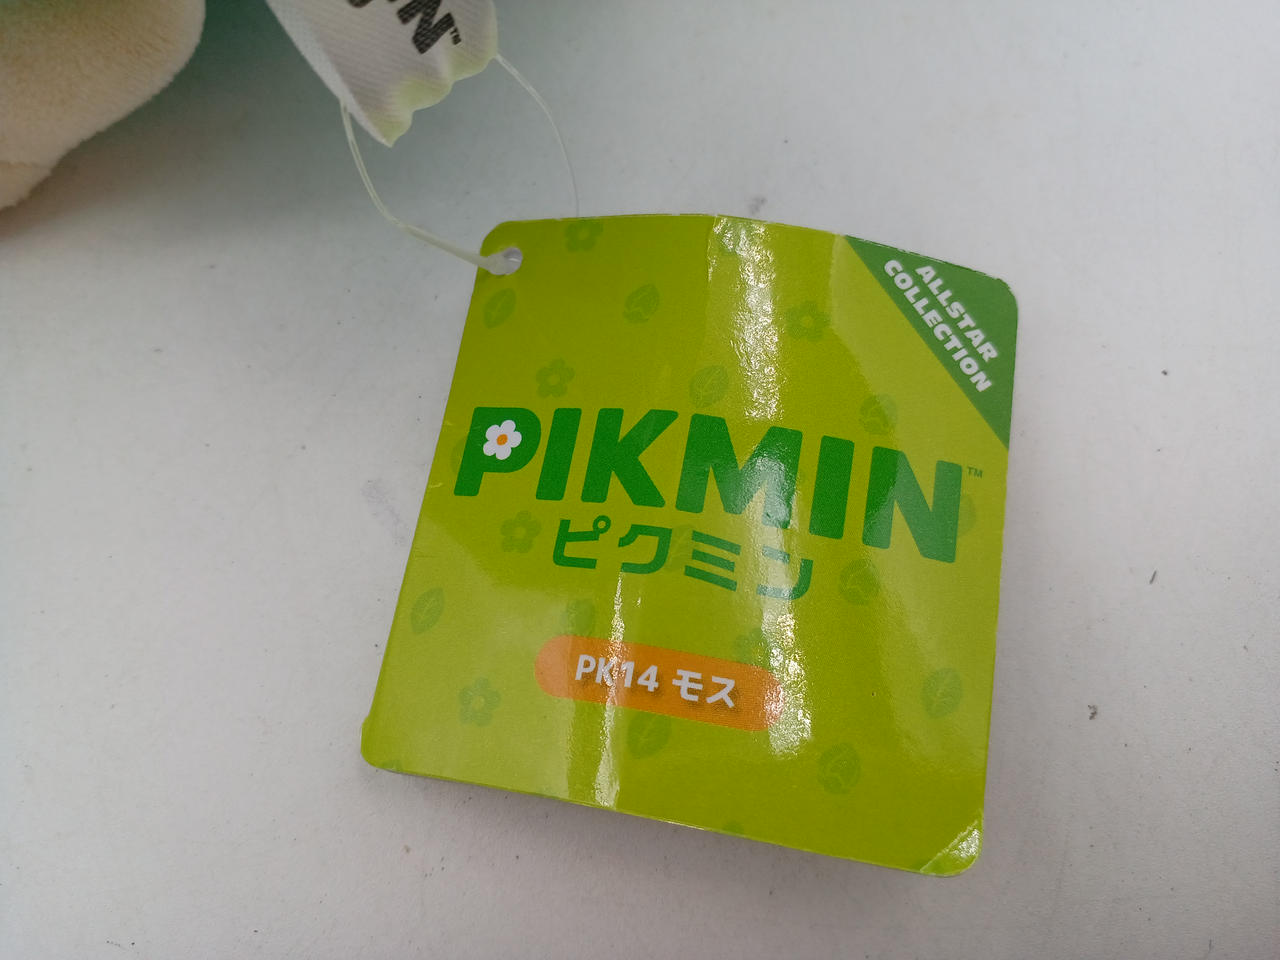 ALLSTAR
COLLECTION
PIKMIN™
ピクミン
PK14 モス